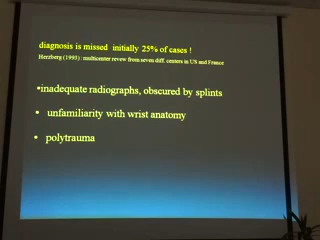 diagnosis is missed initially 25% of cases !
Herzberg (1993) : multicenter revew from seven diff. centers in US and France
•inadequate radiographs, obscured by splints
• unfamiliarity with wrist anatomy
• polytrauma